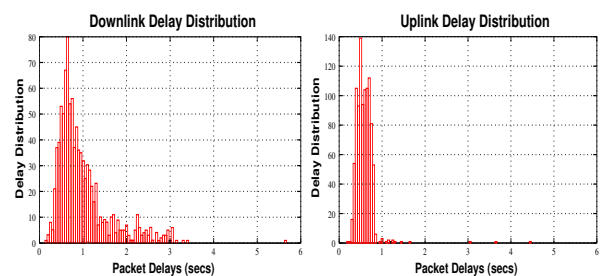 Downlink Delay Distribution
Delay Distribution
80
70
60
50
40
30
20
10
0
0 1 2 3 4 5 6
Packet Delays (secs)
Uplink Delay Distribution
Delay Distribution
140
120
100
80
60
40
20
0
0 1 2 3 4 5 6
Packet Delays (secs)